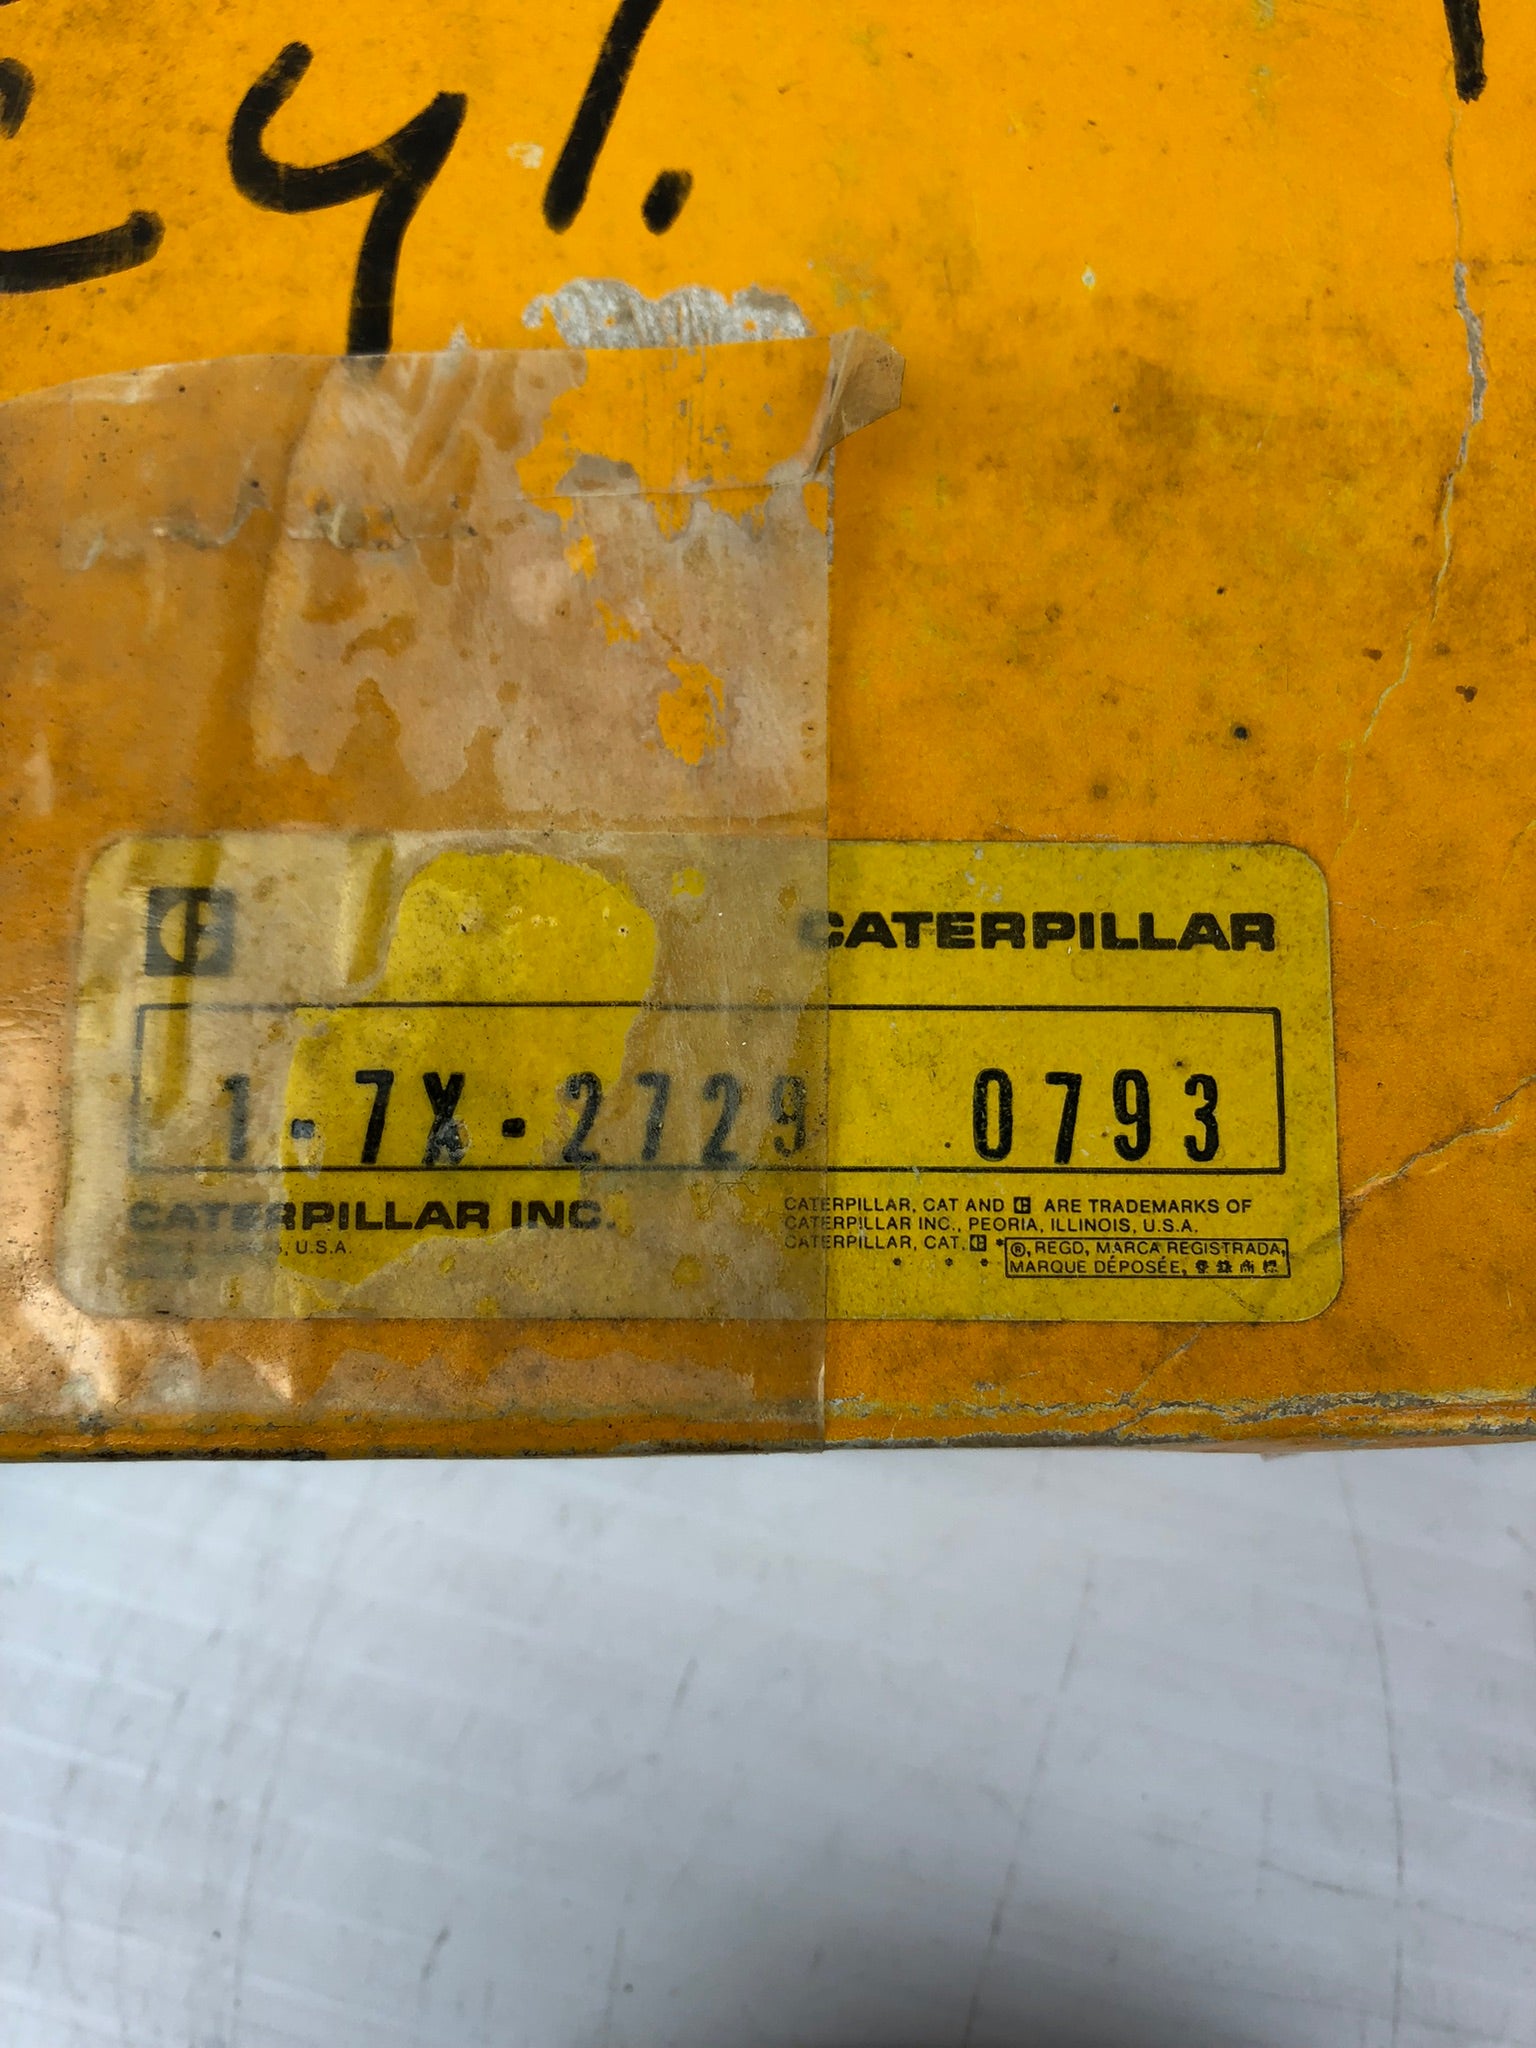 Cyl.
CATERPILLAR
1-7X-2729 0793
CATERPILLAR INC.
U.S.A.
CATERPILLAR, CAT AND ARE TRADEMARKS OF
CATERPILLAR INC., PEORIA, ILLINOIS, U.S.A.
CATERPILLAR, CAT, * ®, REGD, MARCA REGISTRADA,
* * * MARQUE DÉPOSÉE,